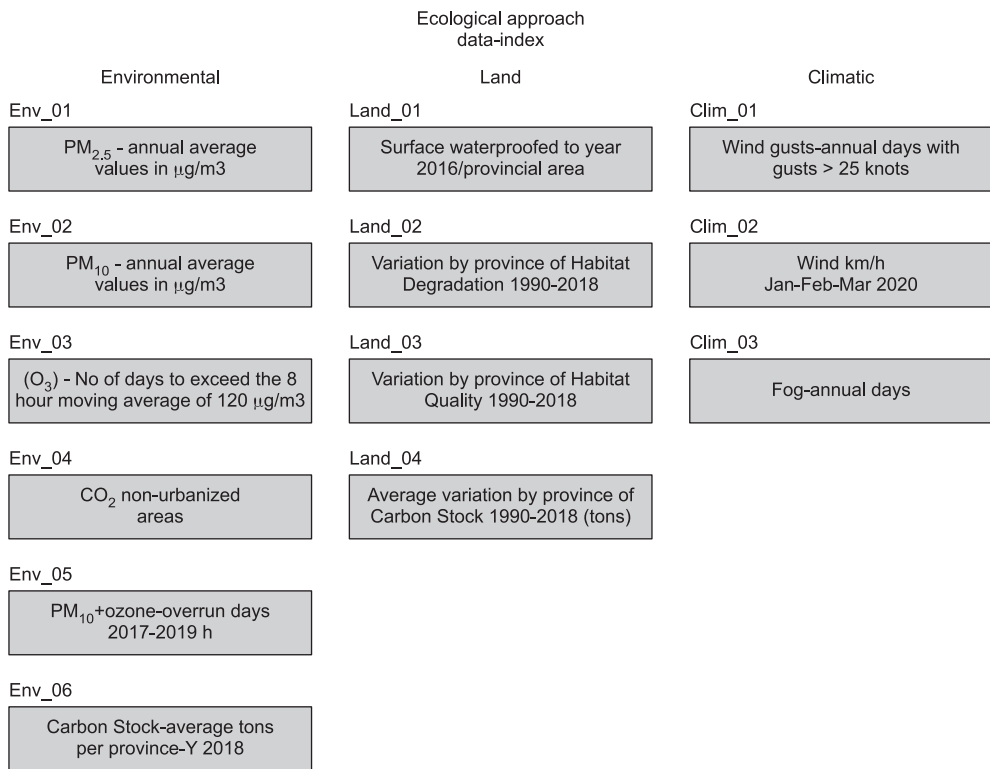 Ecological approach
data-index
Environmental
Env_01
PM2.5 - annual average
values in μg/m3
Env_02
PM10 - annual average
values in μg/m3
Env_03
(O3) - No of days to exceed the 8
hour moving average of 120 μg/m3
Env_04
CO2 non-urbanized
areas
Env_05
PM10+ozone-overrun days
2017-2019 h
Env_06
Carbon Stock-average tons
per province-Y 2018
Land
Land_01
Surface waterproofed to year
2016/provincial area
Land_02
Variation by province of Habitat
Degradation 1990-2018
Land_03
Variation by province of Habitat
Quality 1990-2018
Land_04
Average variation by province of
Carbon Stock 1990-2018 (tons)
Climatic
Clim_01
Wind gusts-annual days with
gusts > 25 knots
Clim_02
Wind km/h
Jan-Feb-Mar 2020
Clim_03
Fog-annual days